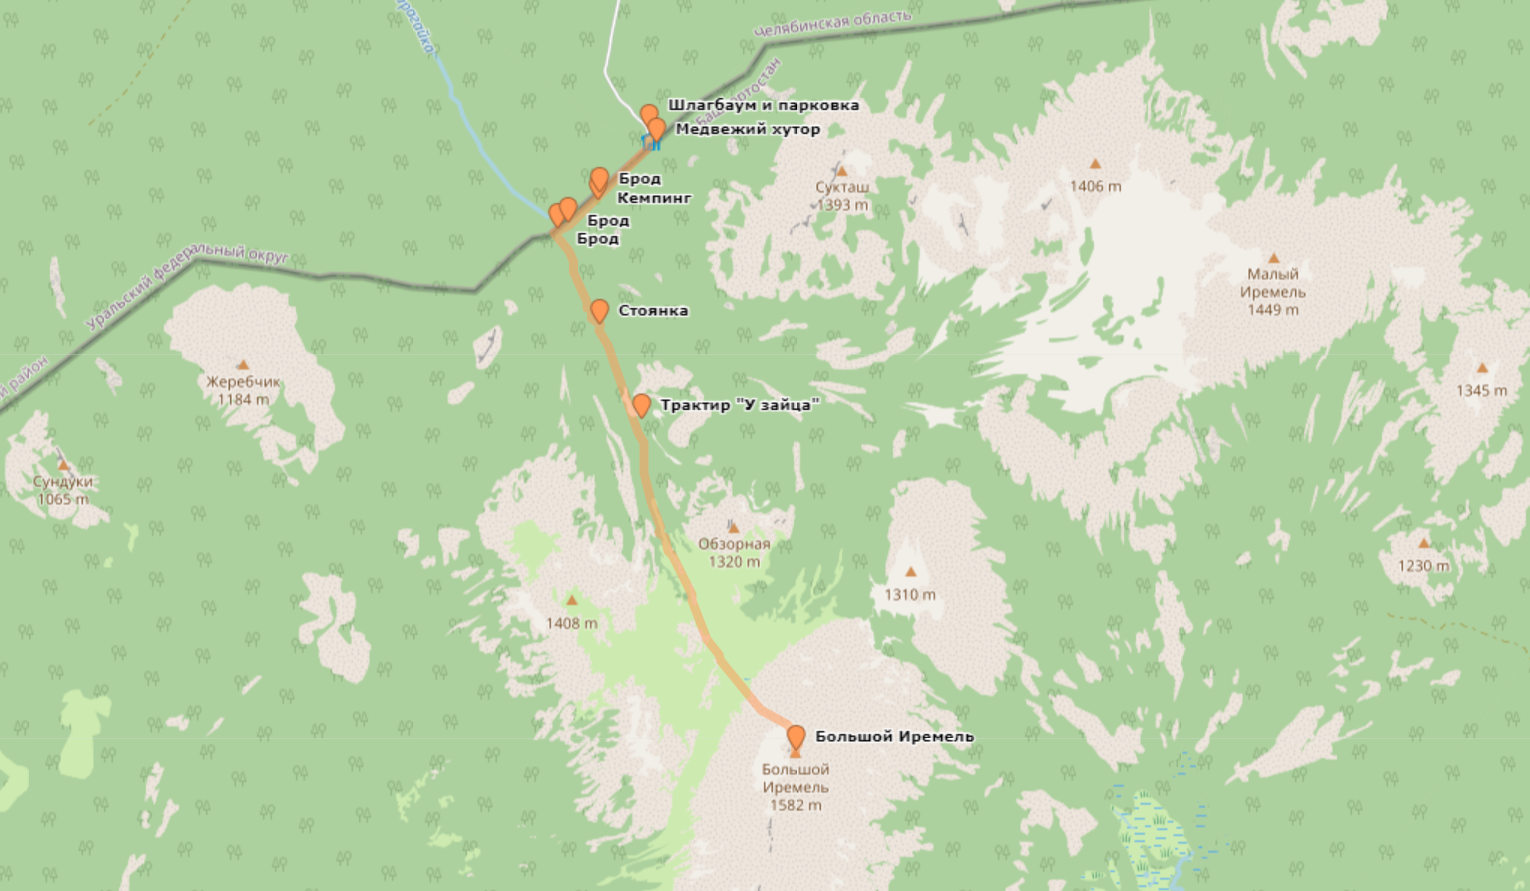 Челябинская область
Башкортостан
Шлагбаум и парковка
Медвежий хутор
Брод
Кемпинг
Брод
Брод
Сукташ
1393 m
1406 m
Уральский федеральный округ
й район
Малый
Иремель
1449 m
Стоянка
Жеребчик
1184 m
1345 m
Трактир "У зайца"
Сундуки
1065 m
Обзорная
1320 m
1230 m
1310 m
1408 m
Большой Иремель
Большой
Иремель
1582 m